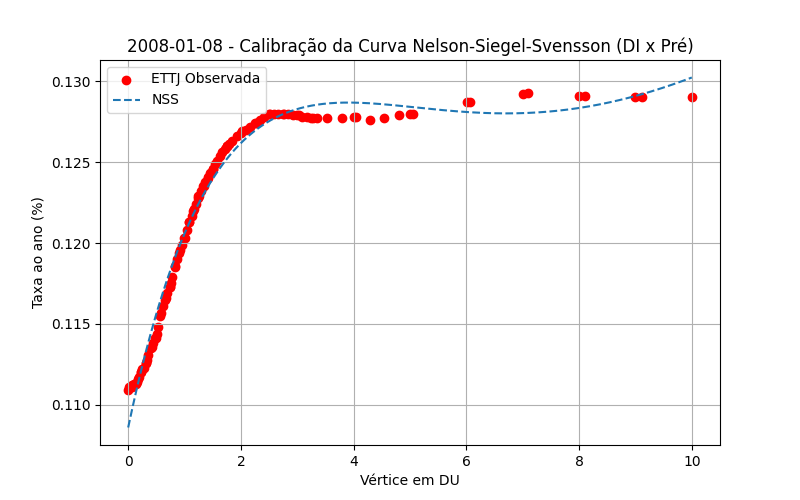 2008-01-08 - Calibração da Curva Nelson-Siegel-Svensson (DI x Pré)
ETTJ Observada
NSS
Taxa ao ano (%)
0.130
0.125
0.120
0.115
0.110
0 2 4 6 8 10
Vértice em DU